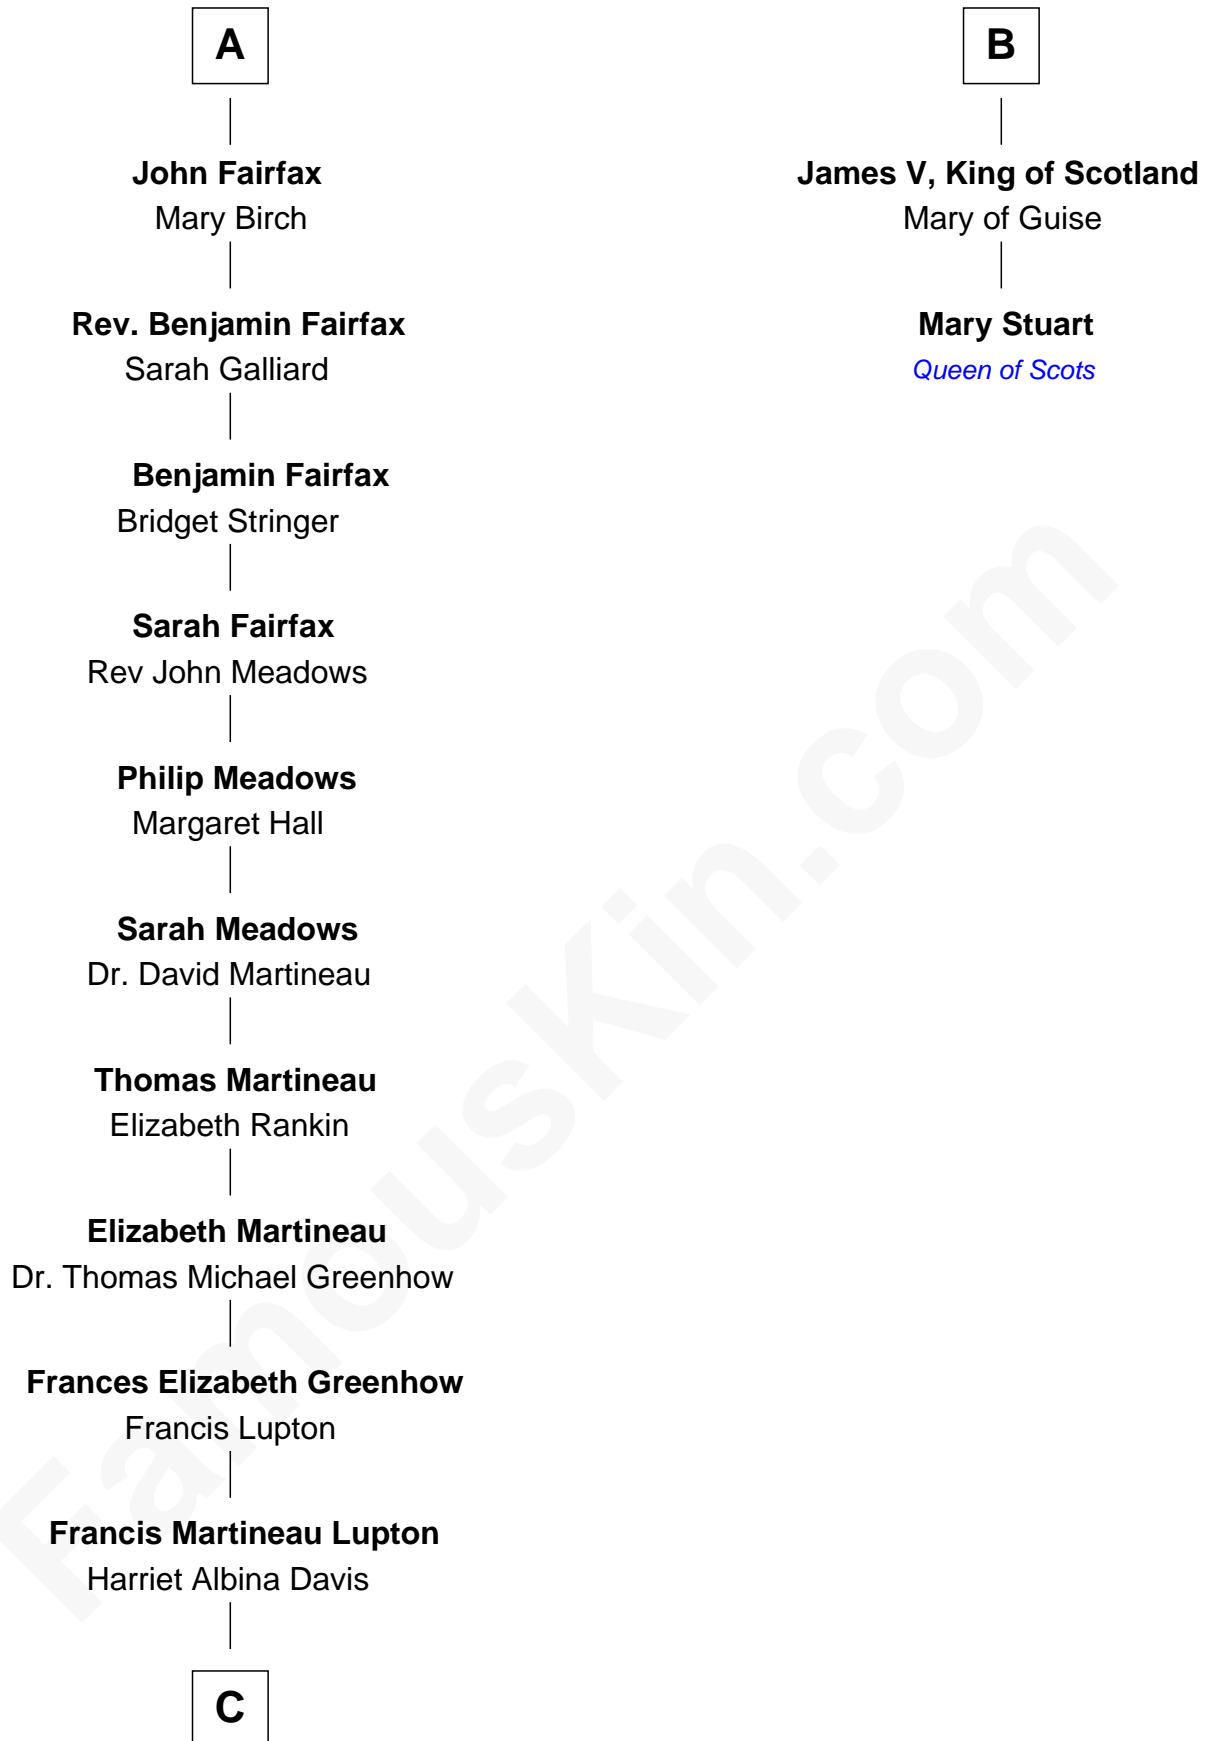 A
John Fairfax
Mary Birch
Rev. Benjamin Fairfax
Sarah Galliard
Benjamin Fairfax
Bridget Stringer
Sarah Fairfax
Rev John Meadows
Philip Meadows
Margaret Hall
Sarah Meadows
Dr. David Martineau
Thomas Martineau
Elizabeth Rankin
Elizabeth Martineau
Dr. Thomas Michael Greenhow
Frances Elizabeth Greenhow
Francis Lupton
Francis Martineau Lupton
Harriet Albina Davis
C
B
James V, King of Scotland
Mary of Guise
Mary Stuart
Queen of Scots
FamousKin.com